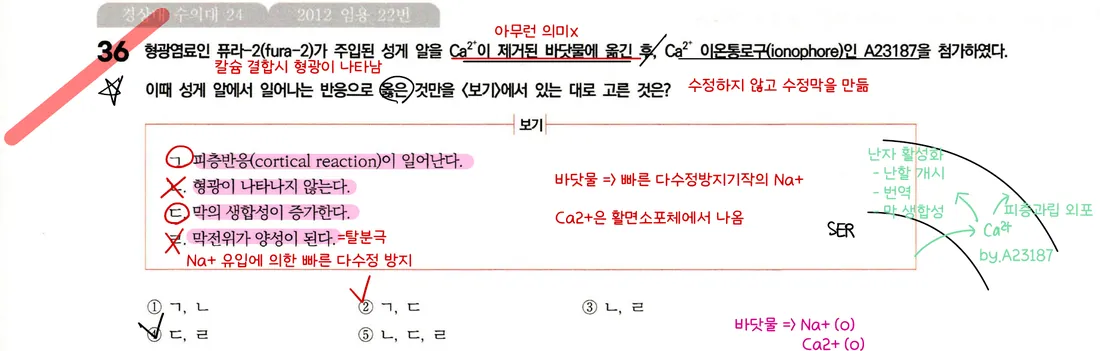 경상대 수의대 24 2012 임용 22번
아무런 의미x
36 형광염료인 퓨라-2(fura-2)가 주입된 성게 알을 Ca²⁺이 제거된 바닷물에 옮긴 후, Ca²⁺ 이온통로구(ionophore)인 A23187을 첨가하였다.
칼슘 결합시 형광이 나타남
이때 성게 알에서 일어나는 반응으로 옳은 것만을 <보기>에서 있는 대로 고른 것은?
수정하지 않고 수정막을 만듦
보기
ㄱ. 피층반응(cortical reaction)이 일어난다.
ㄴ. 형광이 나타나지 않는다.
ㄷ. 막의 생합성이 증가한다.
ㄹ. 막전위가 양성이 된다.=탈분극
Na+ 유입에 의한 빠른 다수정 방지
바닷물 => 빠른 다수정방지기작의 Na+
Ca2+은 활면소포체에서 나옴
SER
난자 활성화
- 난할 개시
- 번역
막 생합성
피층과립 외포
Ca²⁺
by.A23187
① ㄱ, ㄴ ② ㄱ, ㄷ ③ ㄴ, ㄹ
④ ㄷ, ㄹ ⑤ ㄴ, ㄷ, ㄹ
바닷물 => Na+ (o)
Ca2+ (o)